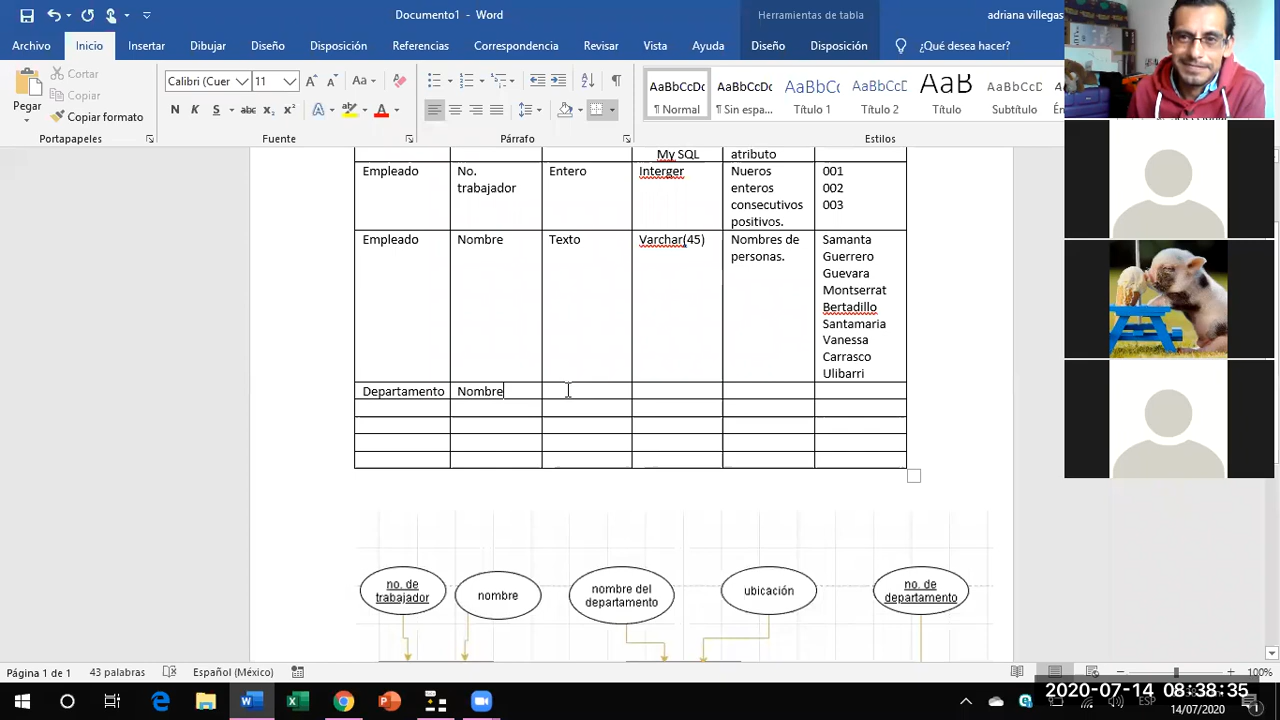 Documento1 - Word
Herramientas de tabla
adriana villegas
Archivo Inicio Insertar Dibujar Diseño Disposición Referencias Correspondencia Revisar Vista Ayuda Diseño Disposición ¿Qué desea hacer?
Pegar
Cortar
Copiar
Copiar formato
Portapapeles
Calibri (Cuer 11
Aa
N K S abc x₂ x²
Fuente
Párrafo
AaBbCcDc AaBbCcDc AaBbCc AaBbCcD AaB AaBbCcD
¶ Normal ¶ Sin espa... Título 1 Título 2 Título Subtítulo
Estilos
My SQL atributo
Empleado No. trabajador Entero Interger Nueros enteros consecutivos positivos. 001 002 003
Empleado Nombre Texto Varchar(45) Nombres de personas. Samanta
Guerrero
Guevara
Montserrat
Bertadillo
Santamaria
Vanessa
Carrasco
Ulibarri
Departamento Nombre
no. de trabajador
nombre
nombre del departamento
ubicación
no. de departamento
Página 1 de 1 43 palabras Español (México) 100%
2020-07-14 08:38:35
ESP
14/07/2020